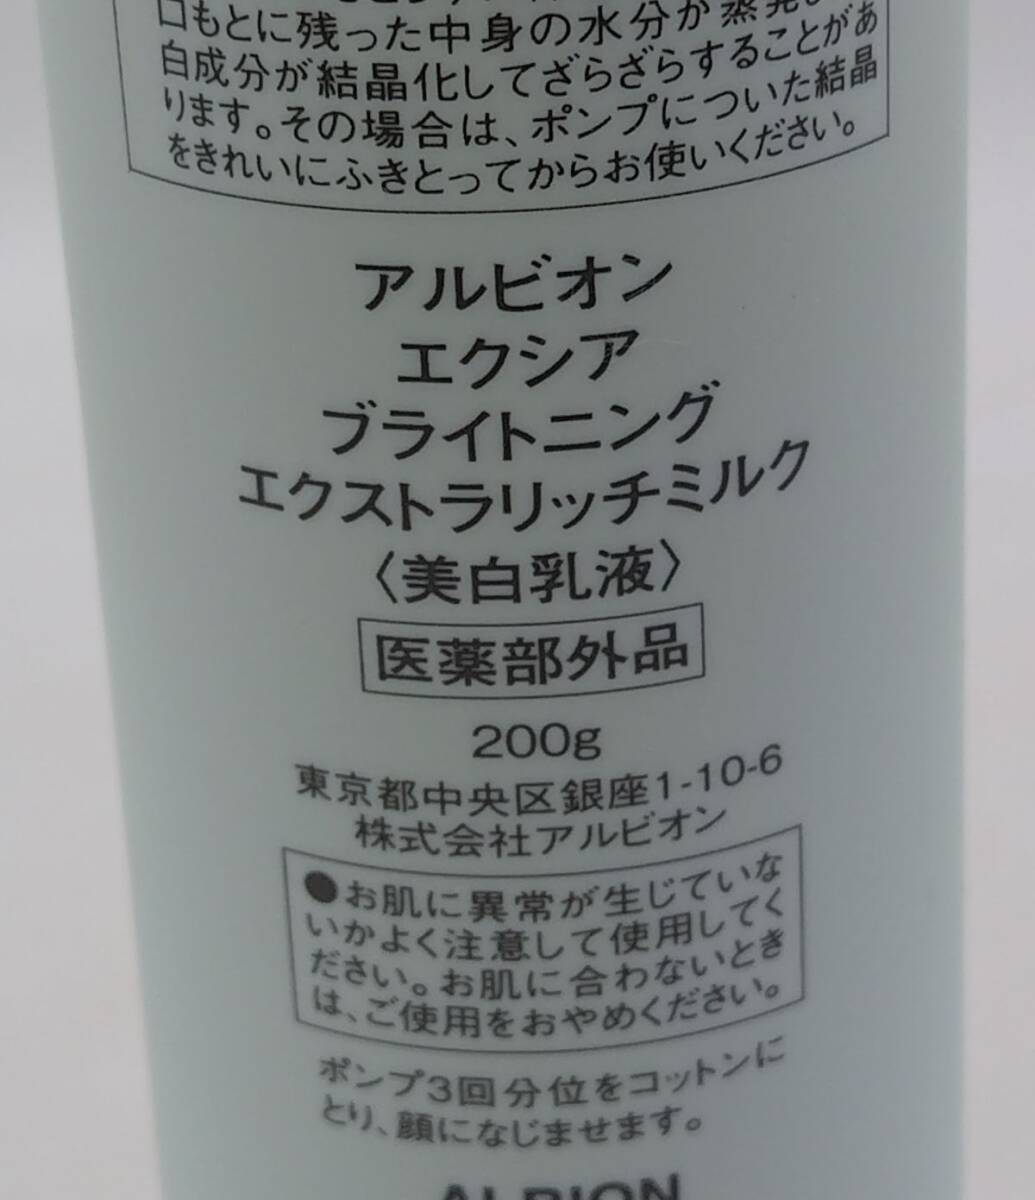 口もとに残った中身の水分が蒸発
白成分が結晶化してざらざらすることがあ
ります。その場合は、ポンプについた結晶
をきれいにふきとってからお使いください。
アルビオン
エクシア
ブライトニング
エクストラリッチミルク
〈美白乳液〉
医薬部外品
200g
東京都中央区銀座1-10-6
株式会社アルビオン
●お肌に異常が生じていな
いかよく注意して使用してく
ださい。お肌に合わないとき
は、ご使用をおやめください。
ポンプ3回分位をコットンに
とり、顔になじませます。
ALBION